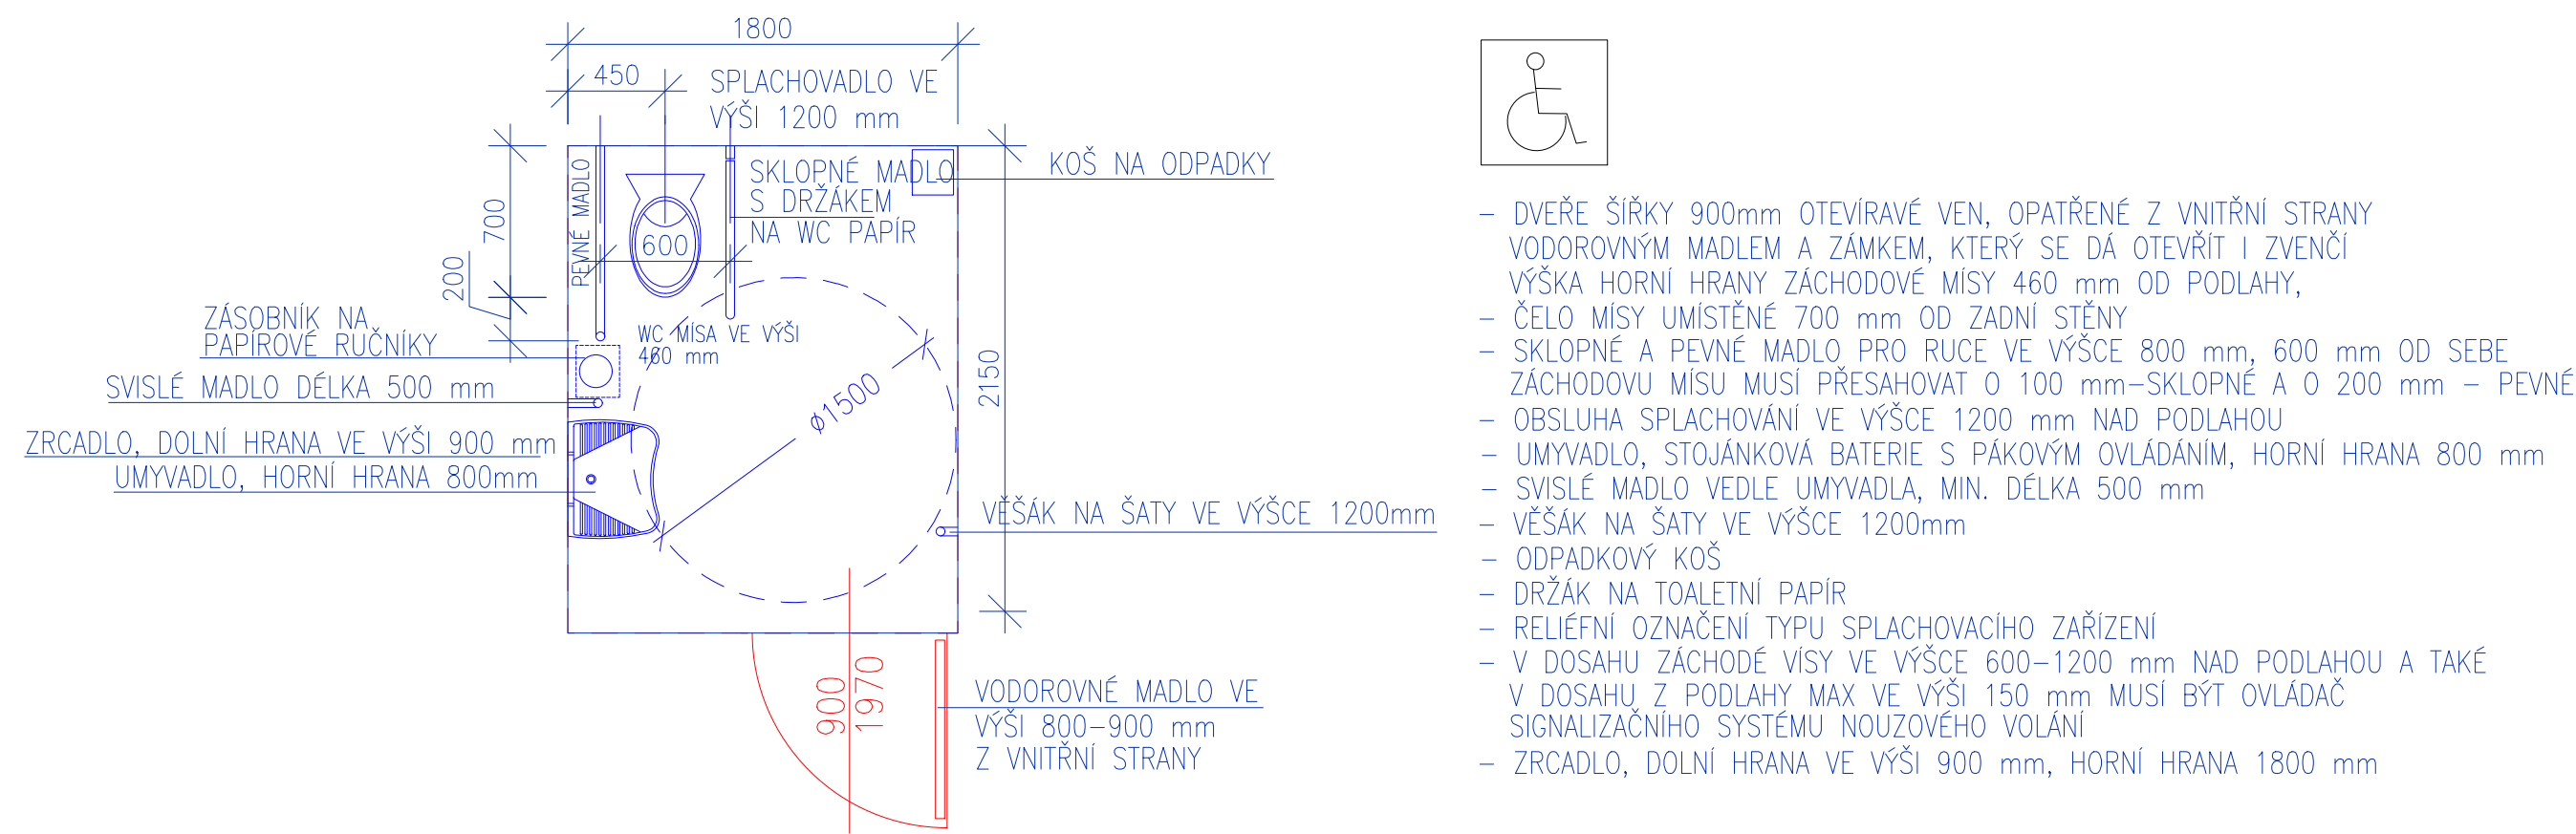 1800
450
SPLACHOVADLO VE
VÝŠI 1200 mm
KOŠ NA ODPADKY
PEVNÉ MADLO
SKLOPNÉ MADLO
S DRŽÁKEM
NA WC PAPÍR
700
600
200
ZÁSOBNÍK NA
PAPÍROVÉ RUČNÍKY
WC MÍSA VE VÝŠI
460 mm
SVISLÉ MADLO DÉLKA 500 mm
2150
ø1500
ZRCADLO, DOLNÍ HRANA VE VÝŠI 900 mm
UMYVADLO, HORNÍ HRANA 800mm
VĚŠÁK NA ŠATY VE VÝŠCE 1200mm
900
1970
VODOROVNÉ MADLO VE
VÝŠI 800-900 mm
Z VNITŘNÍ STRANY
- DVEŘE ŠÍŘKY 900mm OTEVÍRAVÉ VEN, OPATŘENÉ Z VNITŘNÍ STRANY
VODOROVNÝM MADLEM A ZÁMKEM, KTERÝ SE DÁ OTEVŘÍT I ZVENČÍ
VÝŠKA HORNÍ HRANY ZÁCHODOVÉ MÍSY 460 mm OD PODLAHY,
- ČELO MÍSY UMÍSTĚNÉ 700 mm OD ZADNÍ STĚNY
- SKLOPNÉ A PEVNÉ MADLO PRO RUCE VE VÝŠCE 800 mm, 600 mm OD SEBE
ZÁCHODOVU MÍSU MUSÍ PŘESAHOVAT O 100 mm-SKLOPNÉ A O 200 mm - PEVNÉ
- OBSLUHA SPLACHOVÁNÍ VE VÝŠCE 1200 mm NAD PODLAHOU
- UMYVADLO, STOJÁNKOVÁ BATERIE S PÁKOVÝM OVLÁDÁNÍM, HORNÍ HRANA 800 mm
- SVISLÉ MADLO VEDLE UMYVADLA, MIN. DÉLKA 500 mm
- VĚŠÁK NA ŠATY VE VÝŠCE 1200mm
- ODPADKOVÝ KOŠ
- DRŽÁK NA TOALETNÍ PAPÍR
- RELIÉFNÍ OZNAČENÍ TYPU SPLACHOVACÍHO ZAŘÍZENÍ
- V DOSAHU ZÁCHODÉ VÍSY VE VÝŠCE 600-1200 mm NAD PODLAHOU A TAKÉ
V DOSAHU Z PODLAHY MAX VE VÝŠI 150 mm MUSÍ BÝT OVLÁDAČ
SIGNALIZAČNÍHO SYSTÉMU NOUZOVÉHO VOLÁNÍ
- ZRCADLO, DOLNÍ HRANA VE VÝŠI 900 mm, HORNÍ HRANA 1800 mm